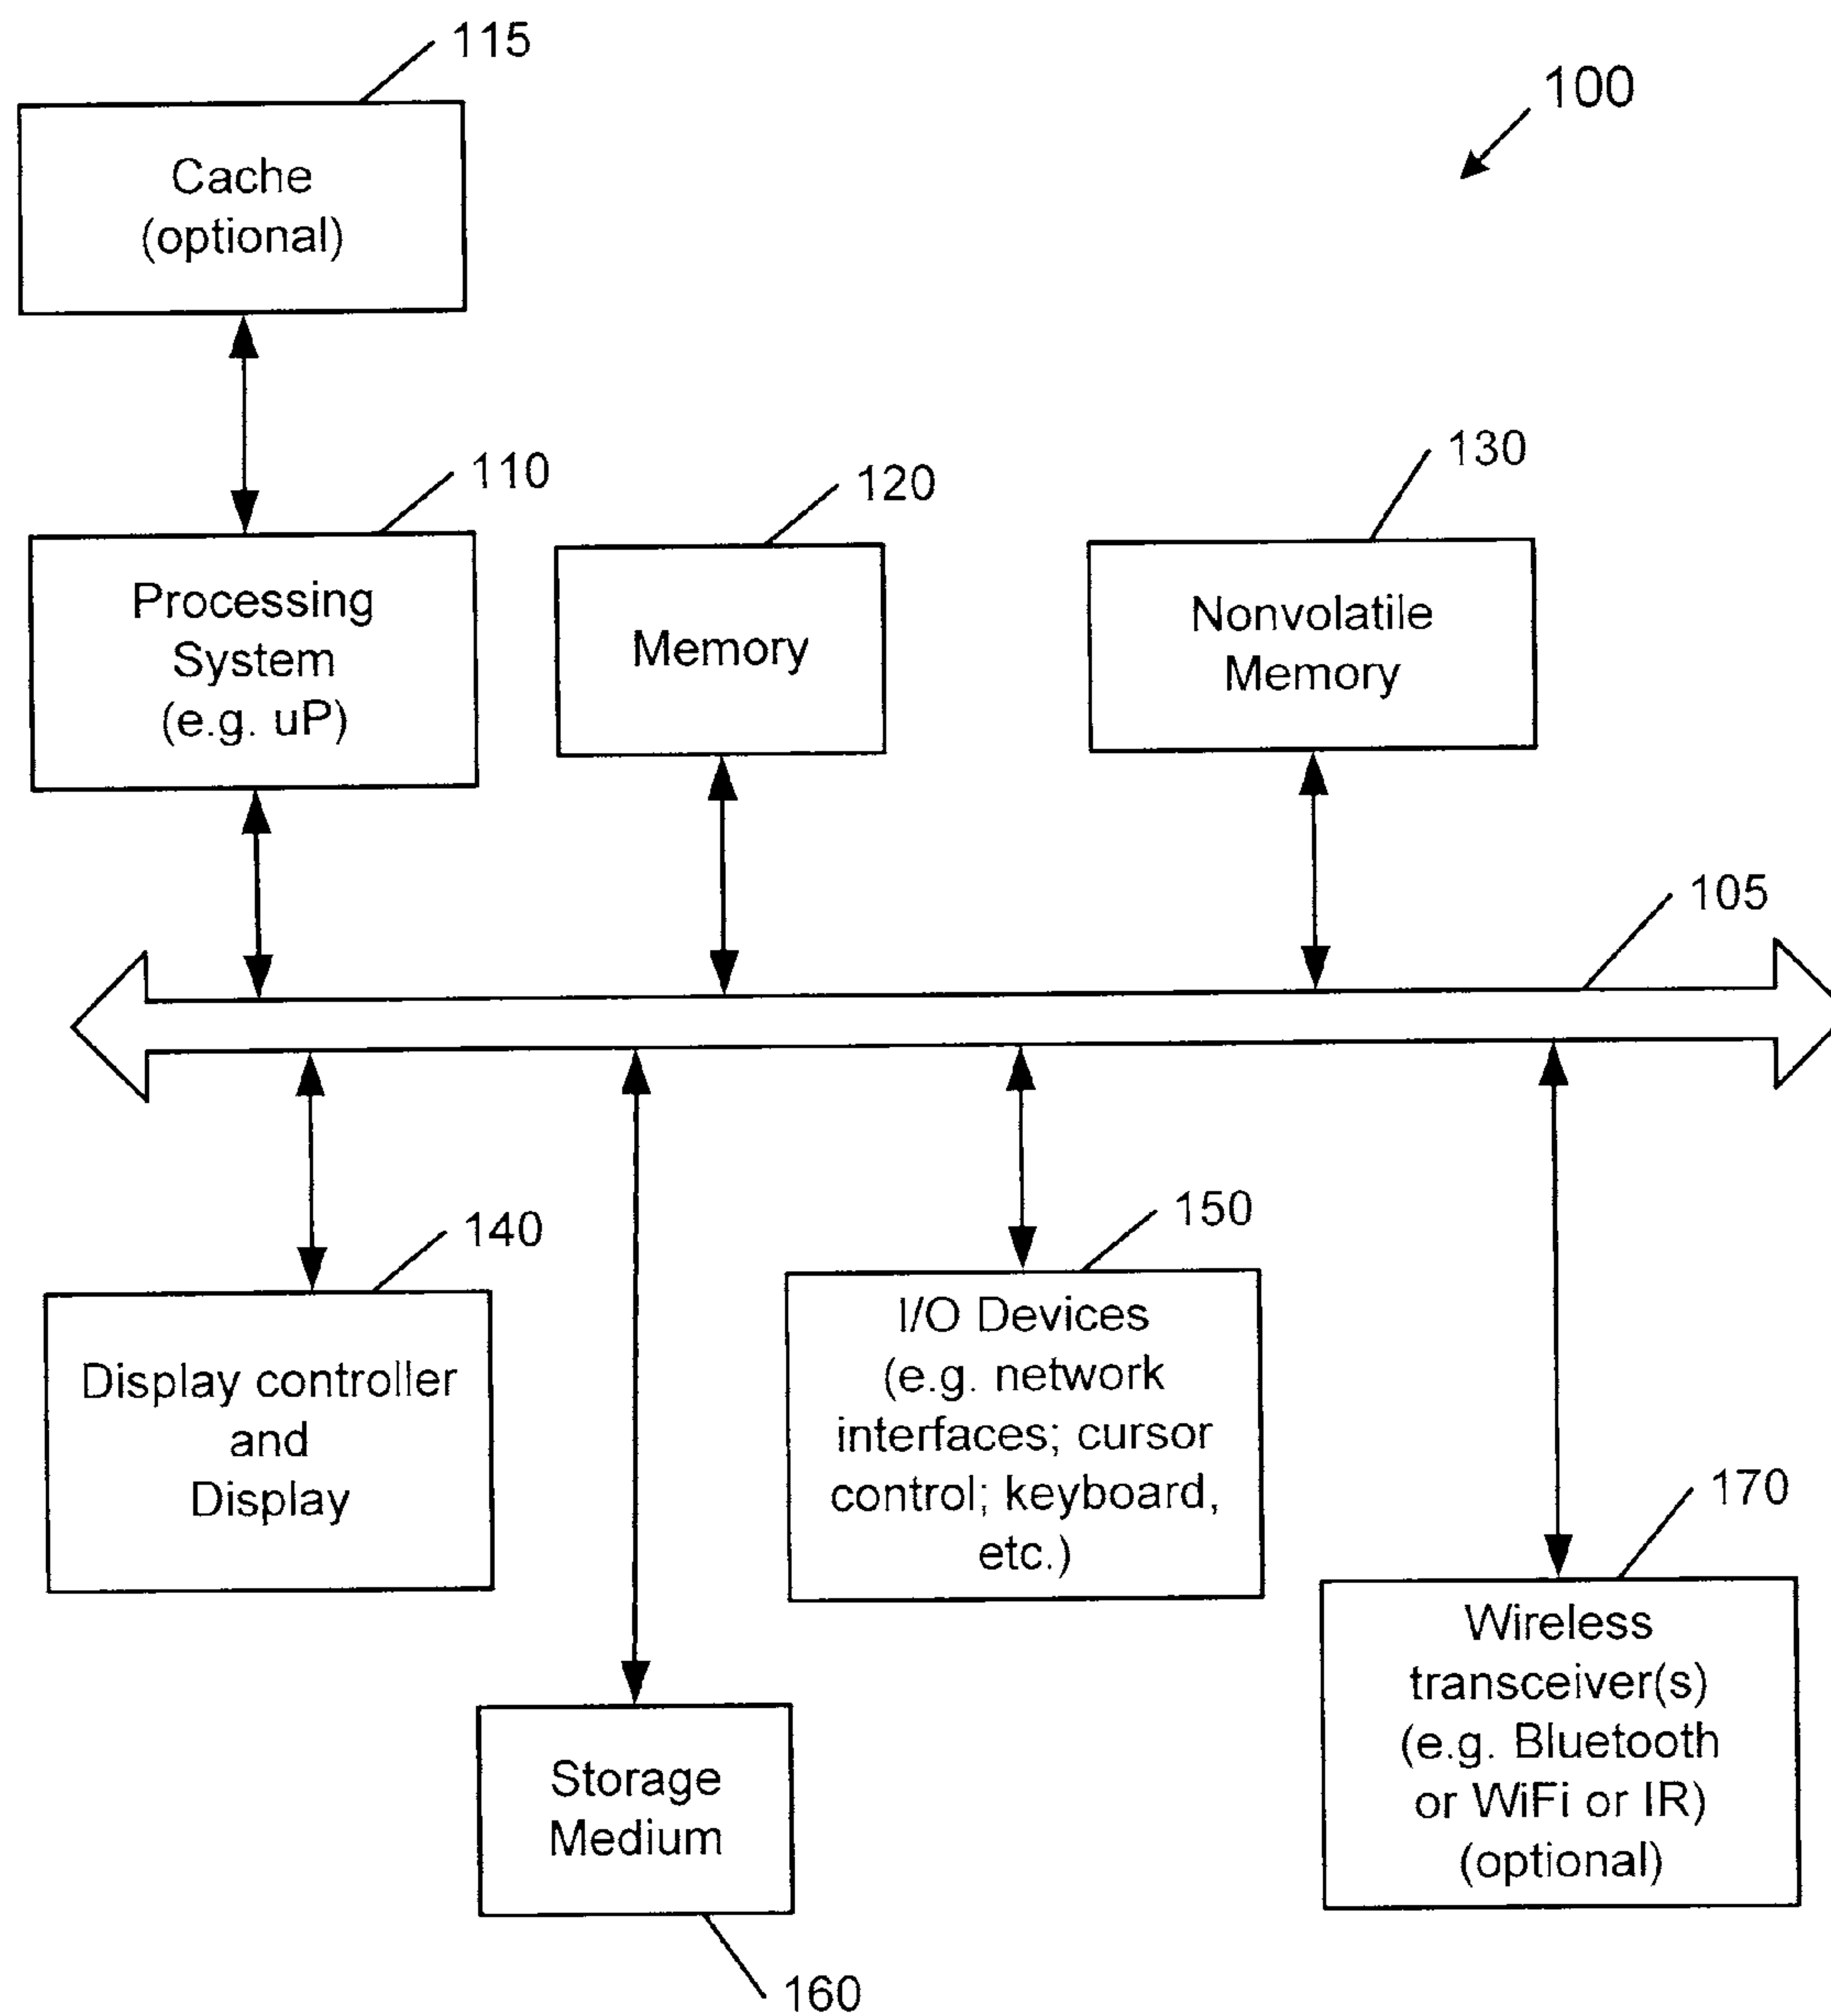 115
100
Cache
(optional)
110
120
130
Processing
System
(e.g. uP)
Memory
Nonvolatile
Memory
105
140
150
Display controller
and
Display
I/O Devices
(e.g. network
interfaces; cursor
control; keyboard,
etc.)
170
Wireless
transceiver(s)
(e.g. Bluetooth
or WiFi or IR)
(optional)
Storage
Medium
160